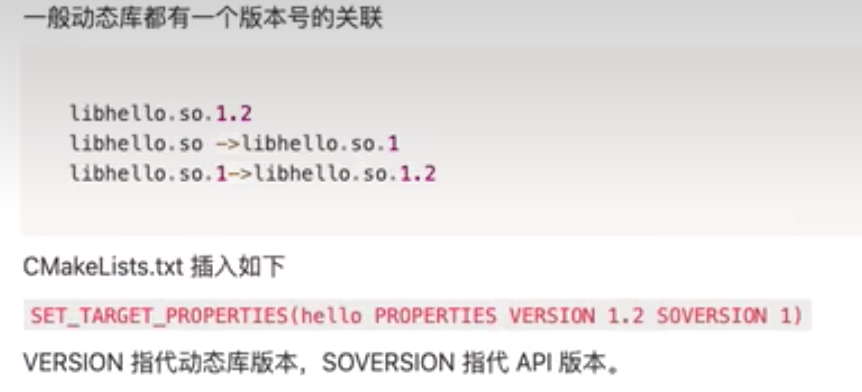 一般动态库都有一个版本号的关联
libhello.so.1.2
libhello.so ->libhello.so.1
libhello.so.1->libhello.so.1.2
CMakeLists.txt 插入如下
SET_TARGET_PROPERTIES(hello PROPERTIES VERSION 1.2 SOVERSION 1)
VERSION 指代动态库版本，SOVERSION 指代 API 版本。